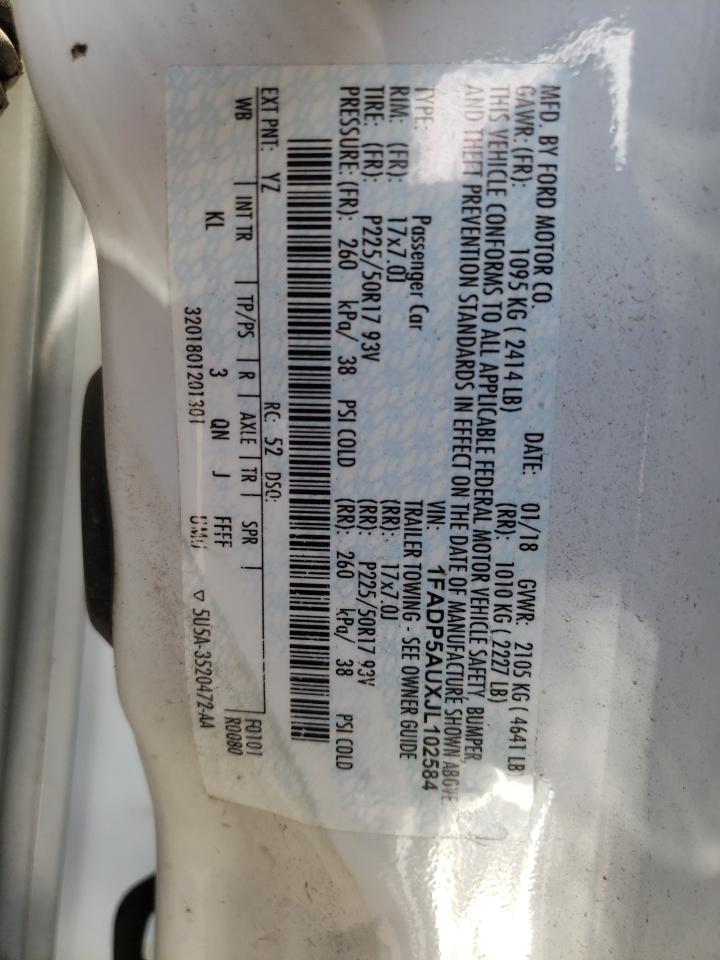 MFD. BY FORD MOTOR CO.
DATE: 01/18 GVWR: 2105 KG ( 4641 LB)
GAWR: (FR): 1095 KG ( 2414 LB) (RR): 1010 KG ( 2227 LB)
THIS VEHICLE CONFORMS TO ALL APPLICABLE FEDERAL MOTOR VEHICLE SAFETY, BUMPER,
AND THEFT PREVENTION STANDARDS IN EFFECT ON THE DATE OF MANUFACTURE SHOWN ABOVE
VIN: 1FADP5AUXJL102584
TYPE: Passenger Car TRAILER TOWING - SEE OWNER GUIDE
RIM: (FR): 17x7.0J (RR): 17x7.0J
TIRE: (FR): P225/50R17 93V (RR): P225/50R17 93V
PRESSURE: (FR): 260 kPa/ 38 PSI COLD (RR): 260 kPa/ 38 PSI COLD
EXT PNT: YZ RC: 52 DSO: F0101
WB | INT TR | TP/PS | R | AXLE | TR | SPR | R0080
KL 3 QN J FFFF
3201801201301 ▽ 5U5A-3520472-AA